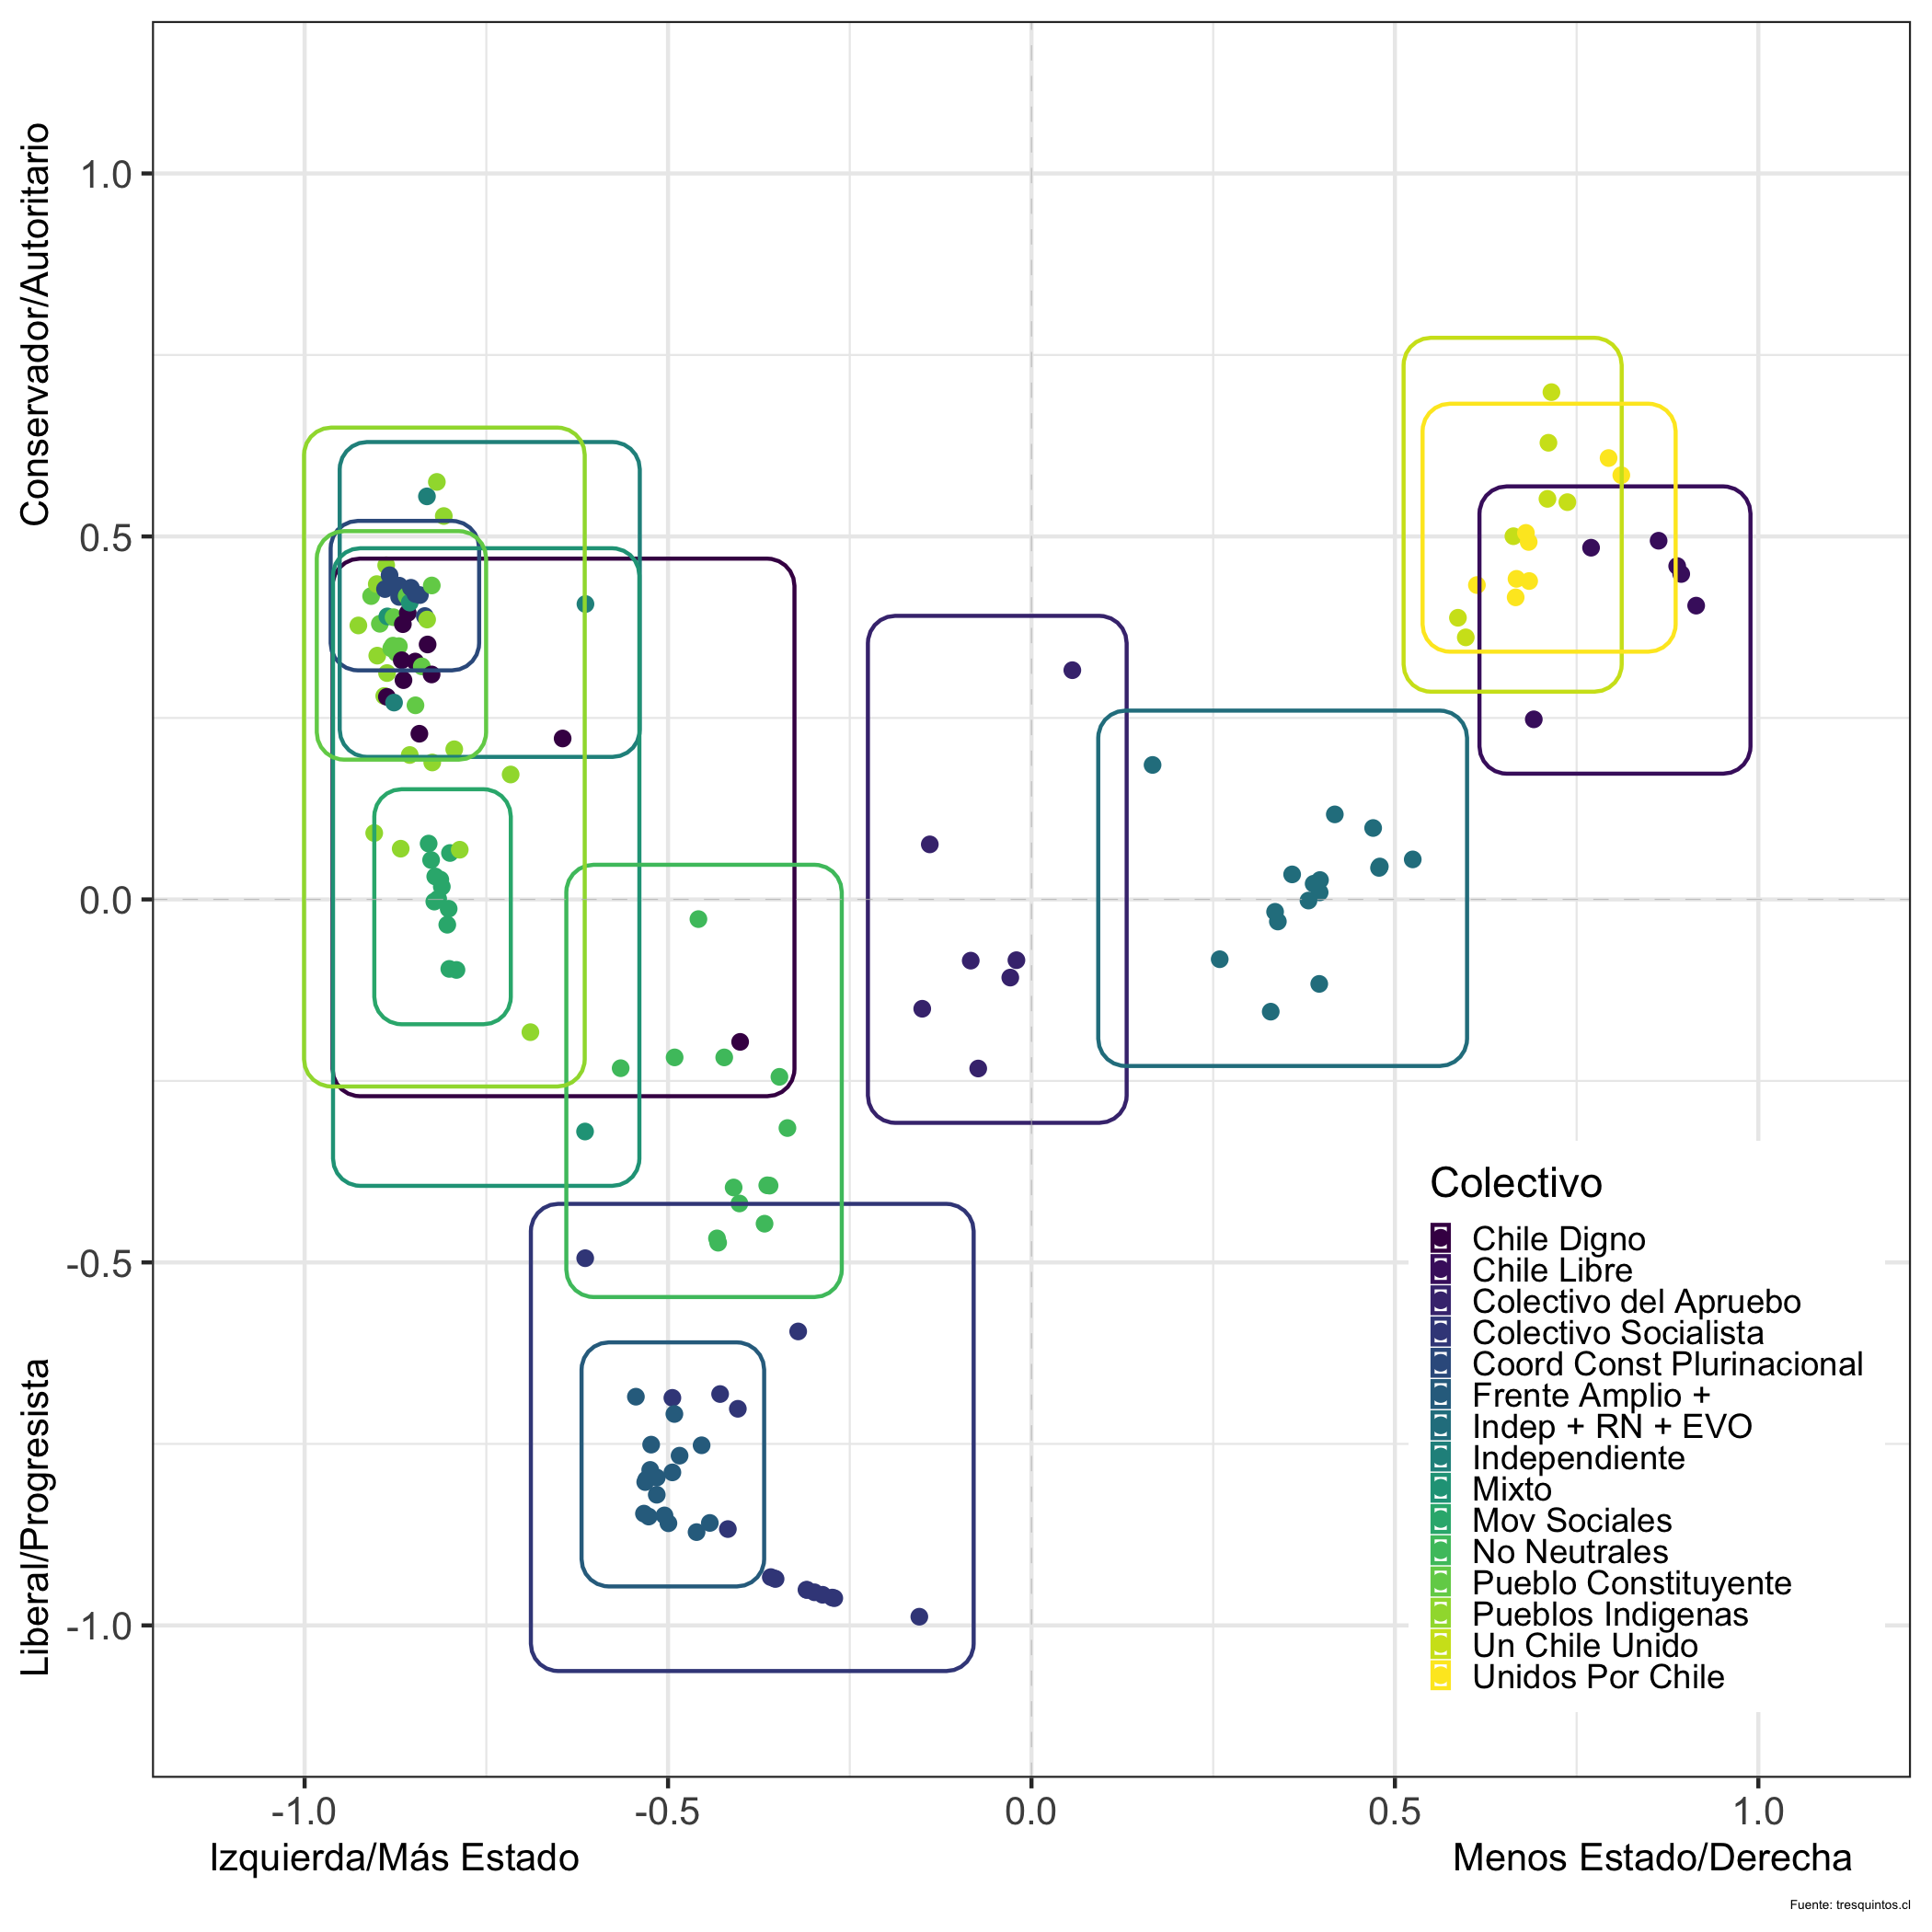 Conservador/Autoritario
Liberal/Progresista
1.0
0.5
0.0
-0.5
-1.0
Colectivo
Chile Digno
Chile Libre
Colectivo del Apruebo
Colectivo Socialista
Coord Const Plurinacional
Frente Amplio +
Indep + RN + EVO
Independiente
Mixto
Mov Sociales
No Neutrales
Pueblo Constituyente
Pueblos Indigenas
Un Chile Unido
Unidos Por Chile
-1.0 -0.5 0.0 0.5 1.0
Izquierda/Más Estado Menos Estado/Derecha
Fuente: tresquintos.cl